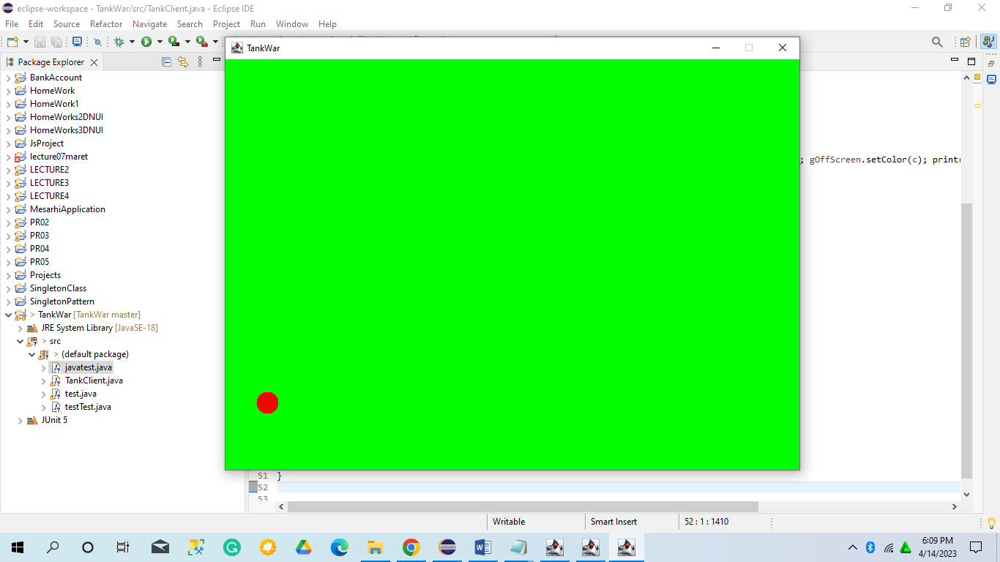 eclipse-workspace - TankWar/src/TankClient.java - Eclipse IDE
File Edit Source Refactor Navigate Search Project Run Window Help
TankWar
Package Explorer
BankAccount
HomeWork
HomeWork1
HomeWorks2DNUI
HomeWorks3DNUI
JsProject
lecture07maret
; gOffScreen.setColor(c); print(
LECTURE2
LECTURE3
LECTURE4
MesarhiApplication
PR02
PR03
PR04
PR05
Projects
SingletonClass
SingletonPattern
> TankWar [TankWar master]
JRE System Library [JavaSE-18]
> src
> (default package)
javatest.java
TankClient.java
test.java
testTest.java
JUnit 5
51 }
52
53
Writable Smart Insert 52 : 1 : 1410
6:09 PM
4/14/2023